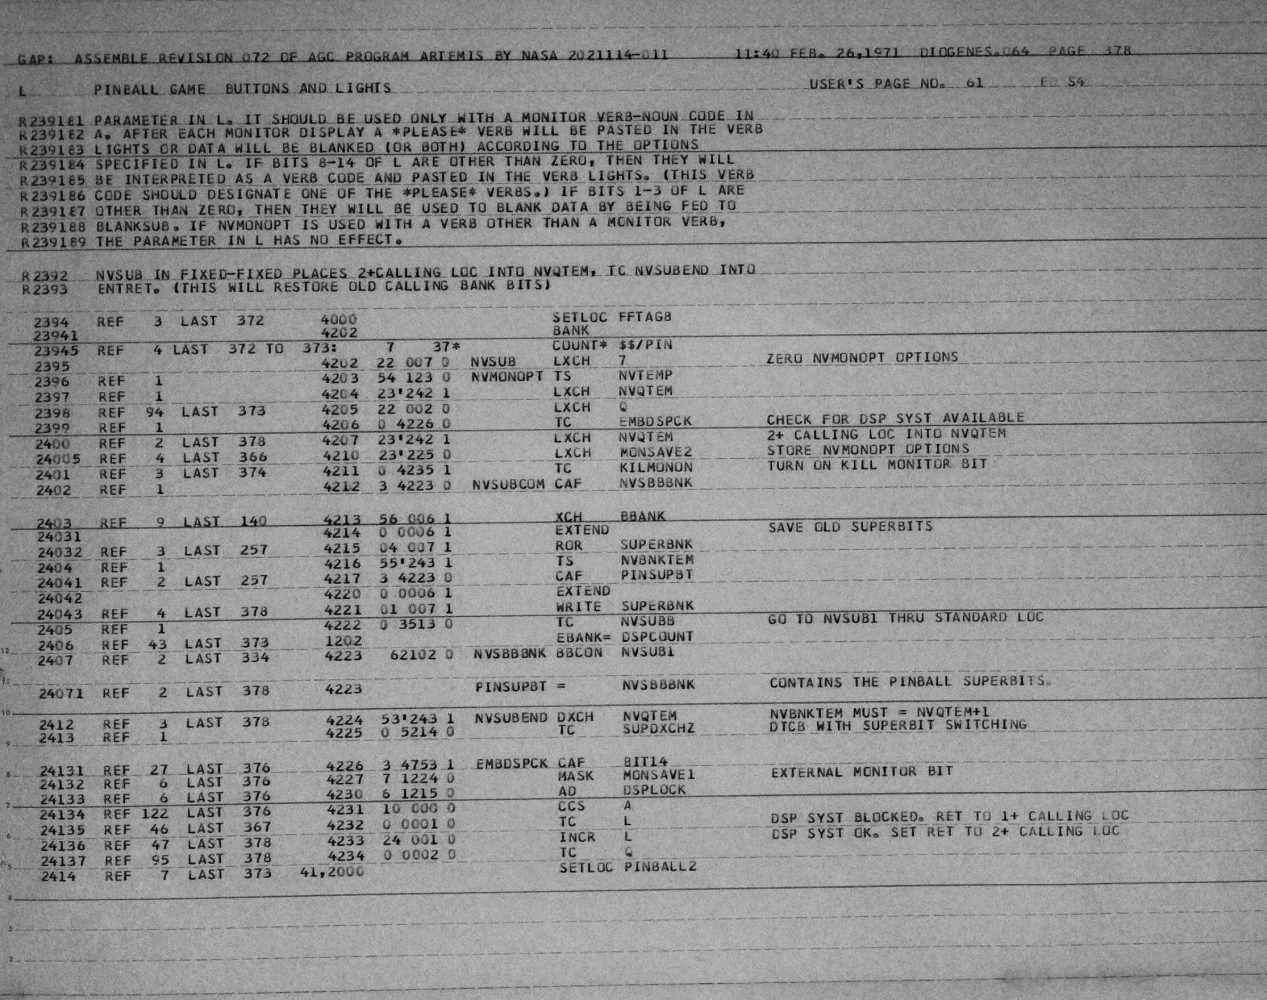 GAP: ASSEMBLE REVISION 072 OF AGC PROGRAM ARTEMIS BY NASA 2021114-011 11:40 FEB. 26,1971 DIOGENES.064 PAGE 378
L PINBALL GAME BUTTONS AND LIGHTS USER'S PAGE NO. 61 S4
R239181 PARAMETER IN L. IT SHOULD BE USED ONLY WITH A MONITOR VERB-NOUN CODE IN
R239182 A. AFTER EACH MONITOR DISPLAY A *PLEASE* VERB WILL BE PASTED IN THE VERB
R239183 LIGHTS OR DATA WILL BE BLANKED (OR BOTH) ACCORDING TO THE OPTIONS
R239184 SPECIFIED IN L. IF BITS 8-14 OF L ARE OTHER THAN ZERO, THEN THEY WILL
R239185 BE INTERPRETED AS A VERB CODE AND PASTED IN THE VERB LIGHTS. (THIS VERB
R239186 CODE SHOULD DESIGNATE ONE OF THE *PLEASE* VERBS.) IF BITS 1-3 OF L ARE
R239187 OTHER THAN ZERO, THEN THEY WILL BE USED TO BLANK DATA BY BEING FED TO
R239188 BLANKSUB. IF NVMONOPT IS USED WITH A VERB OTHER THAN A MONITOR VERB,
R239189 THE PARAMETER IN L HAS NO EFFECT.
R2392 NVSUB IN FIXED-FIXED PLACES 2+CALLING LOC INTO NVQTEM, TC NVSUBEND INTO
R2393 ENTRET. (THIS WILL RESTORE OLD CALLING BANK BITS)
2394 REF 3 LAST 372 4000 SETLOC FFTAG8
23941 4202 BANK
23945 REF 4 LAST 372 TO 373: 7 37* COUNT* $$/PIN
2395 4202 22 007 0 NVSUB LXCH 7 ZERO NVMONOPT OPTIONS
2396 REF 1 4203 54 123 0 NVMONOPT TS NVTEMP
2397 REF 1 4204 23'242 1 LXCH NVQTEM
2398 REF 94 LAST 373 4205 22 002 0 LXCH Q
2399 REF 1 4206 0 4226 0 TC EMBDSPCK CHECK FOR DSP SYST AVAILABLE
2400 REF 2 LAST 378 4207 23'242 1 LXCH NVQTEM 2+ CALLING LOC INTO NVQTEM
24005 REF 4 LAST 366 4210 23'225 0 LXCH MONSAVE2 STORE NVMONOPT OPTIONS
2401 REF 3 LAST 374 4211 0 4235 1 TC KILMONON TURN ON KILL MONITOR BIT
2402 REF 1 4212 3 4223 0 NVSUBCOM CAF NVSBBBNK
2403 REF 9 LAST 140 4213 56 006 1 XCH BBANK
24031 4214 0 0006 1 EXTEND SAVE OLD SUPERBITS
24032 REF 3 LAST 257 4215 04 007 1 ROR SUPERBNK
2404 REF 1 4216 55'243 1 TS NVBNKTEM
24041 REF 2 LAST 257 4217 3 4223 0 CAF PINSUPBT
24042 4220 0 0006 1 EXTEND
24043 REF 4 LAST 378 4221 01 007 1 WRITE SUPERBNK
2405 REF 1 4222 0 3513 0 TC NVSUBB GO TO NVSUB1 THRU STANDARD LOC
2406 REF 43 LAST 373 1202 EBANK= DSPCOUNT
2407 REF 2 LAST 334 4223 62102 0 NVSBBBNK BBCON NVSUB1
24071 REF 2 LAST 378 4223 PINSUPBT = NVSBBBNK CONTAINS THE PINBALL SUPERBITS.
2412 REF 3 LAST 378 4224 53'243 1 NVSUBEND DXCH NVQTEM NVBNKTEM MUST = NVQTEM+1
2413 REF 1 4225 0 5214 0 TC SUPDXCHZ DTCB WITH SUPERBIT SWITCHING
24131 REF 27 LAST 376 4226 3 4753 1 EMBDSPCK CAF BIT14
24132 REF 6 LAST 376 4227 7 1224 0 MASK MONSAVE1 EXTERNAL MONITOR BIT
24133 REF 6 LAST 376 4230 6 1215 0 AD DSPLOCK
24134 REF 122 LAST 376 4231 10 000 0 CCS A
24135 REF 46 LAST 367 4232 0 0001 0 TC L DSP SYST BLOCKED. RET TO 1+ CALLING LOC
24136 REF 47 LAST 378 4233 24 001 0 INCR L DSP SYST OK. SET RET TO 2+ CALLING LOC
24137 REF 95 LAST 378 4234 0 0002 0 TC Q
2414 REF 7 LAST 373 41,2000 SETLOC PINBALL2